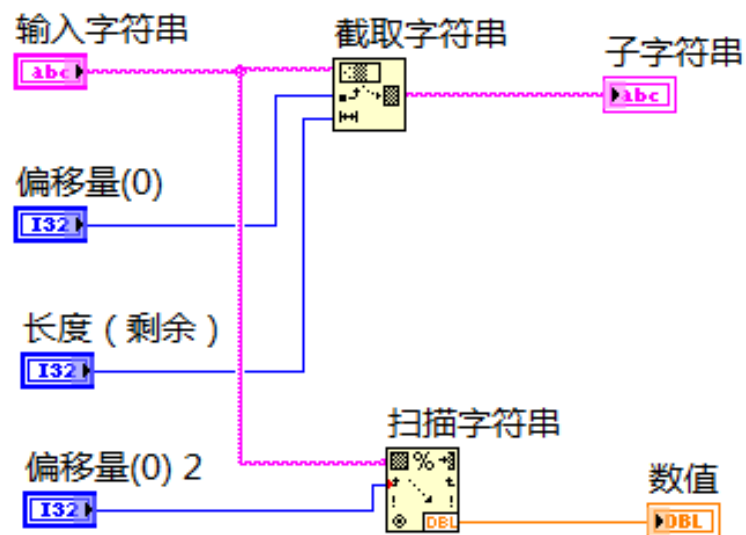 输入字符串
截取字符串
子字符串
abc
abc
偏移量(0)
I32
长度（剩余）
I32
扫描字符串
偏移量(0) 2
数值
I32
%
DBL
DBL